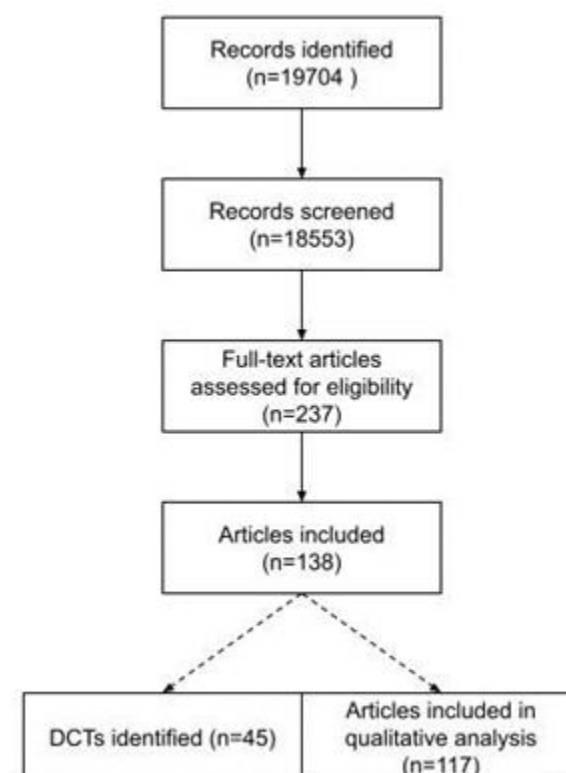 Records identified
(n=19704 )
Records screened
(n=18553)
Full-text articles
assessed for eligibility
(n=237)
Articles included
(n=138)
DCTs identified (n=45)
Articles included in
qualitative analysis
(n=117)